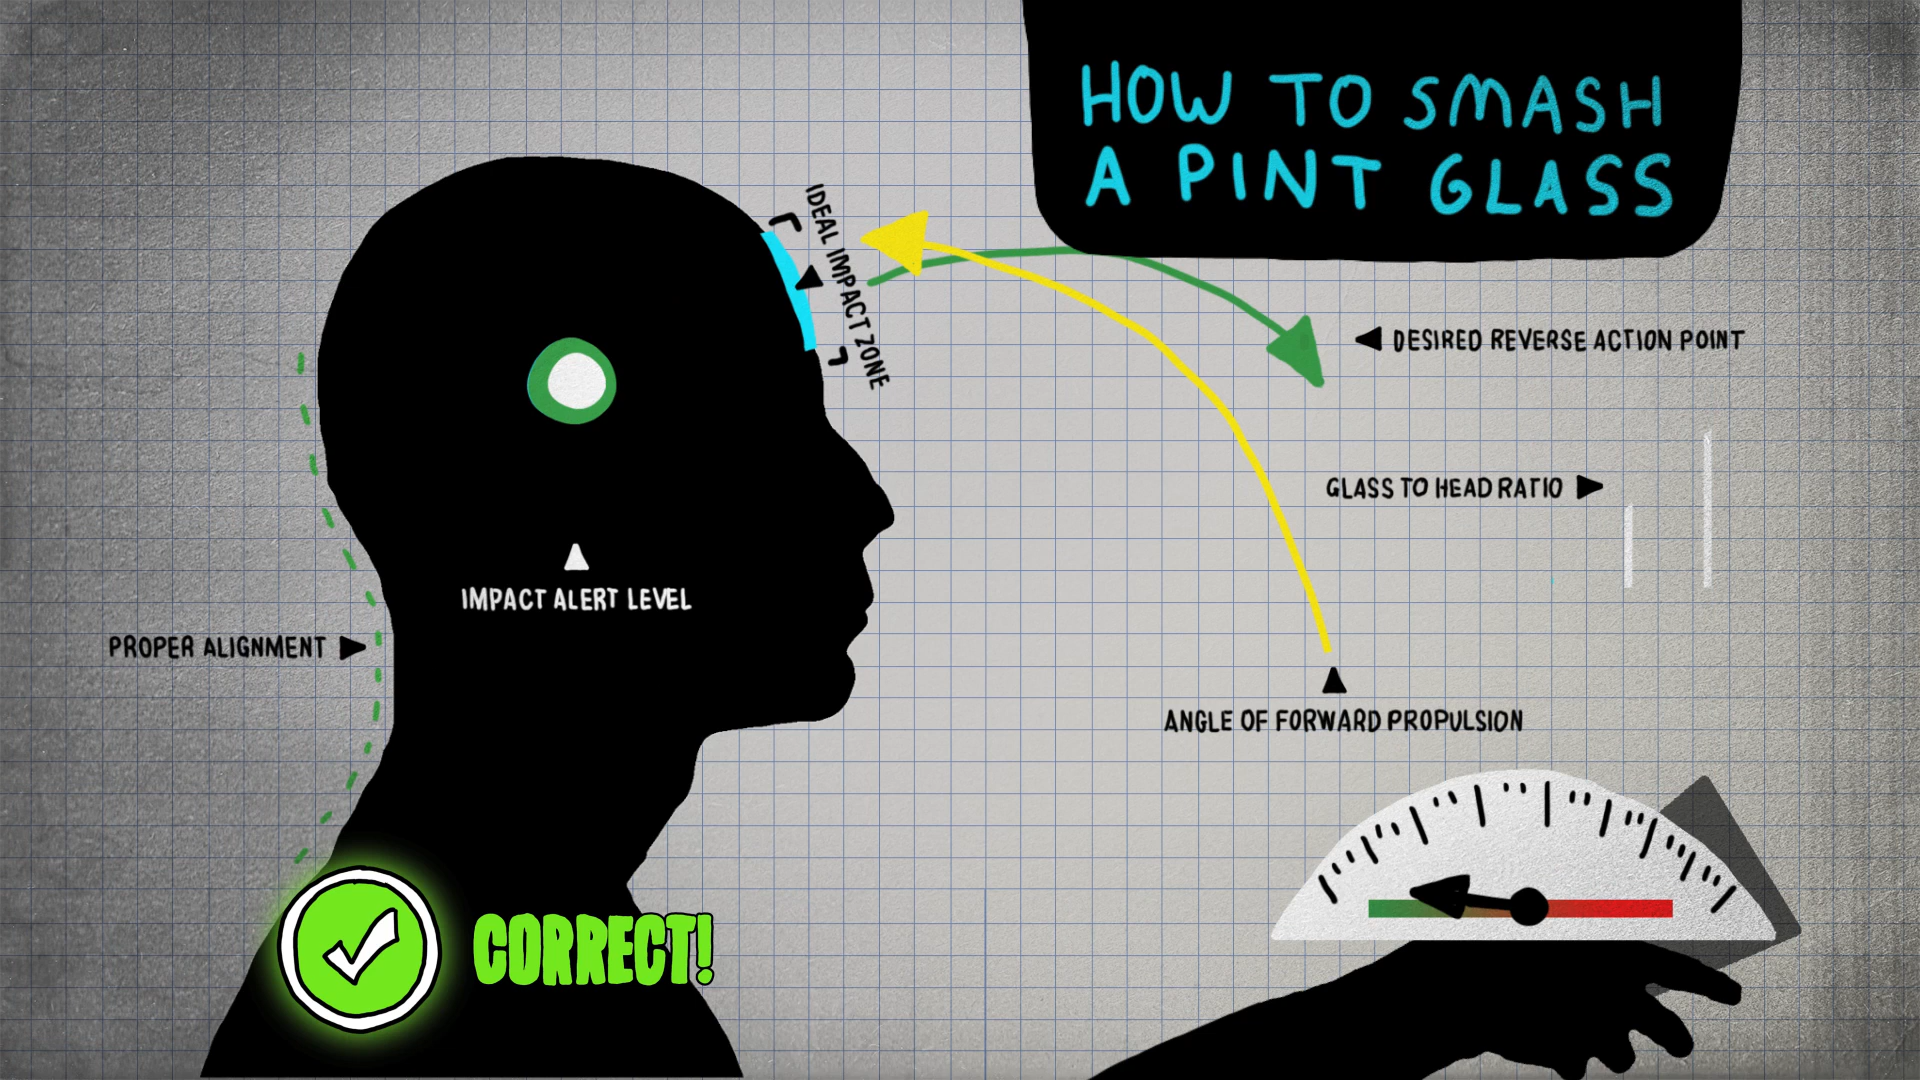 HOW TO SMASH
A PINT GLASS
IDEAL IMPACT ZONE
DESIRED REVERSE ACTION POINT
GLASS TO HEAD RATIO
IMPACT ALERT LEVEL
PROPER ALIGNMENT
ANGLE OF FORWARD PROPULSION
CORRECT!